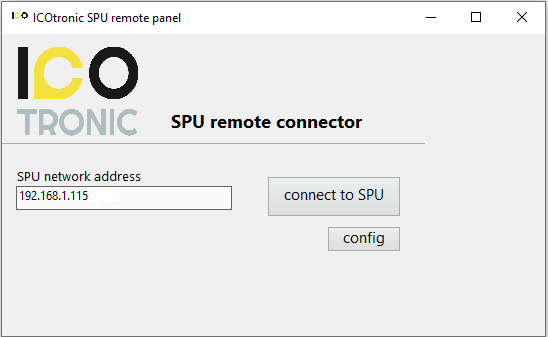 ICOtronic SPU remote panel
ICO
TRONIC
SPU remote connector
SPU network address
192.168.1.115
connect to SPU
config